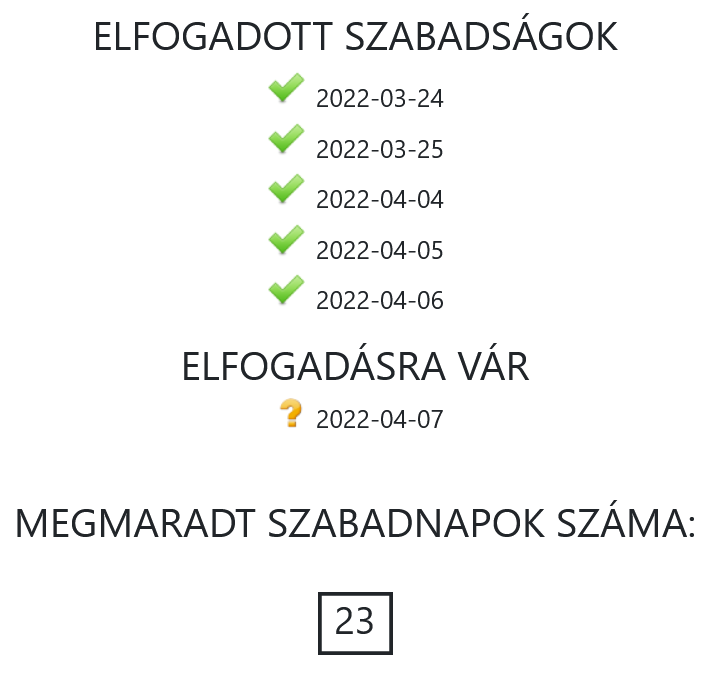 ELFOGADOTT SZABADSÁGOK
2022-03-24
2022-03-25
2022-04-04
2022-04-05
2022-04-06
ELFOGADÁSRA VÁR
2022-04-07
MEGMARADT SZABADNAPOK SZÁMA:
23